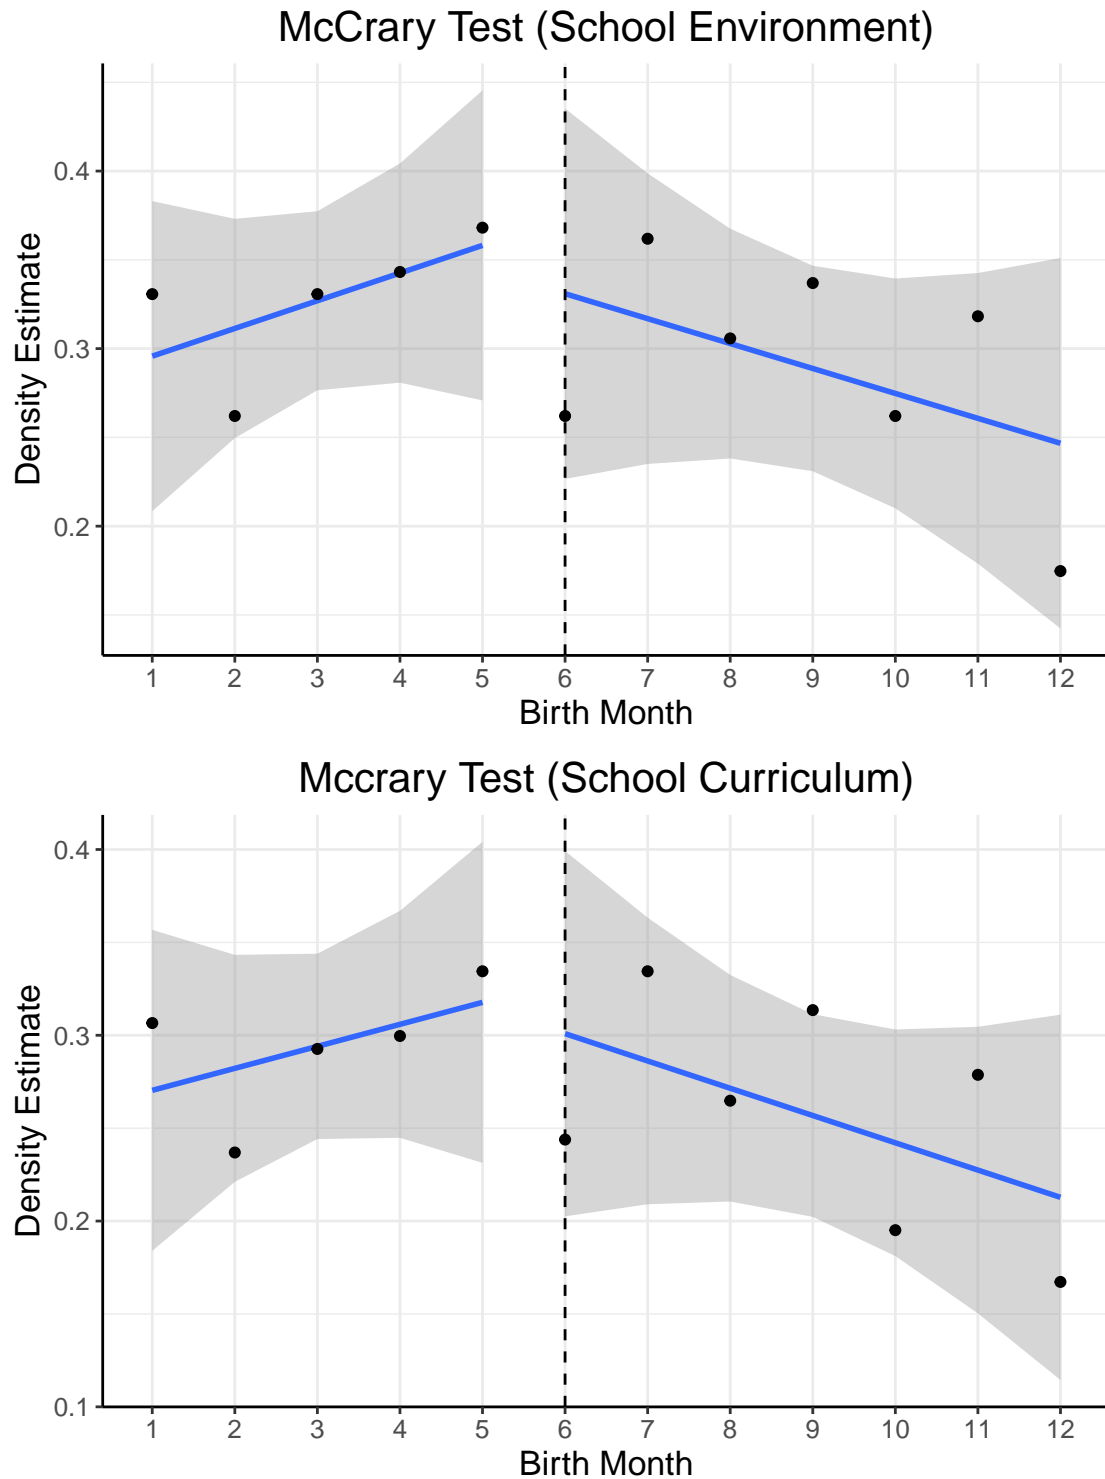 McCrary Test (School Environment)
Density Estimate
0.4
0.3
0.2
1 2 3 4 5 6 7 8 9 10 11 12
Birth Month
Mccrary Test (School Curriculum)
Density Estimate
0.4
0.3
0.2
0.1
1 2 3 4 5 6 7 8 9 10 11 12
Birth Month